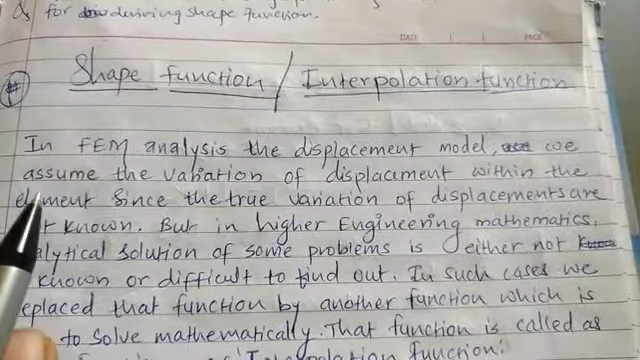 & for deriving shape function.
DATE PAGE
# Shape function / Interpolation function
In FEM analysis the displacement model, we
assume the variation of displacement within the
element since the true variation of displacements are
known. But in higher Engineering mathematics,
alytical solution of some problems is either not
known or difficult to find out. In such cases we
eplaced that function by another function which is
to solve mathematically. That function is called as
function.